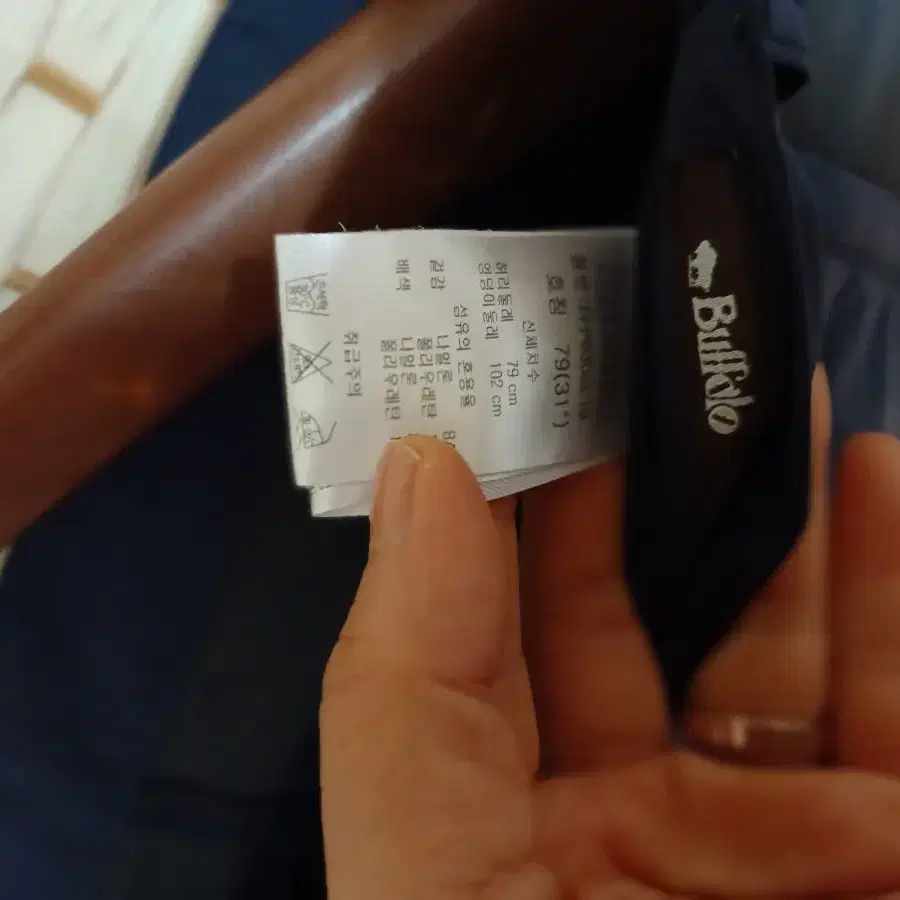 Buffalo
호칭 79(31")
신체치수
허리둘레 79 cm
엉덩이둘레 102 cm
섬유의 혼용율
겉감 나일론
폴리우레탄
배색 나일론
폴리우레탄
취급주의